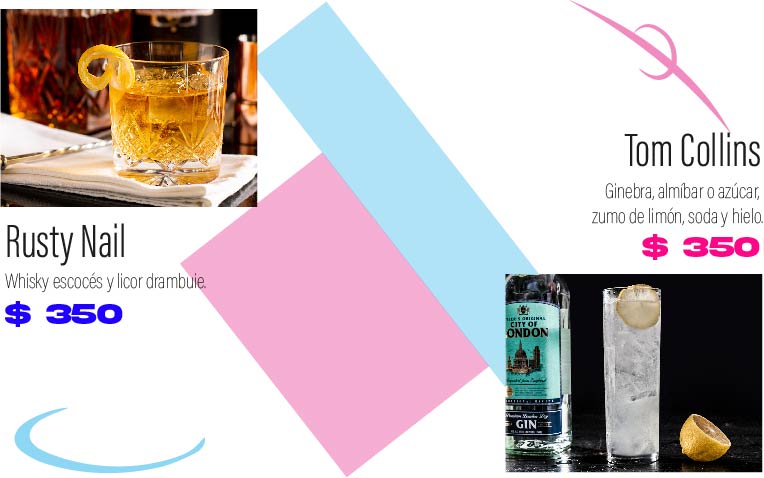 Rusty Nail
Whisky escocés y licor drambuie.
$ 350
Tom Collins
Ginebra, almíbar o azúcar,
zumo de limón, soda y hielo.
$ 350
CITY OF
LONDON
GIN